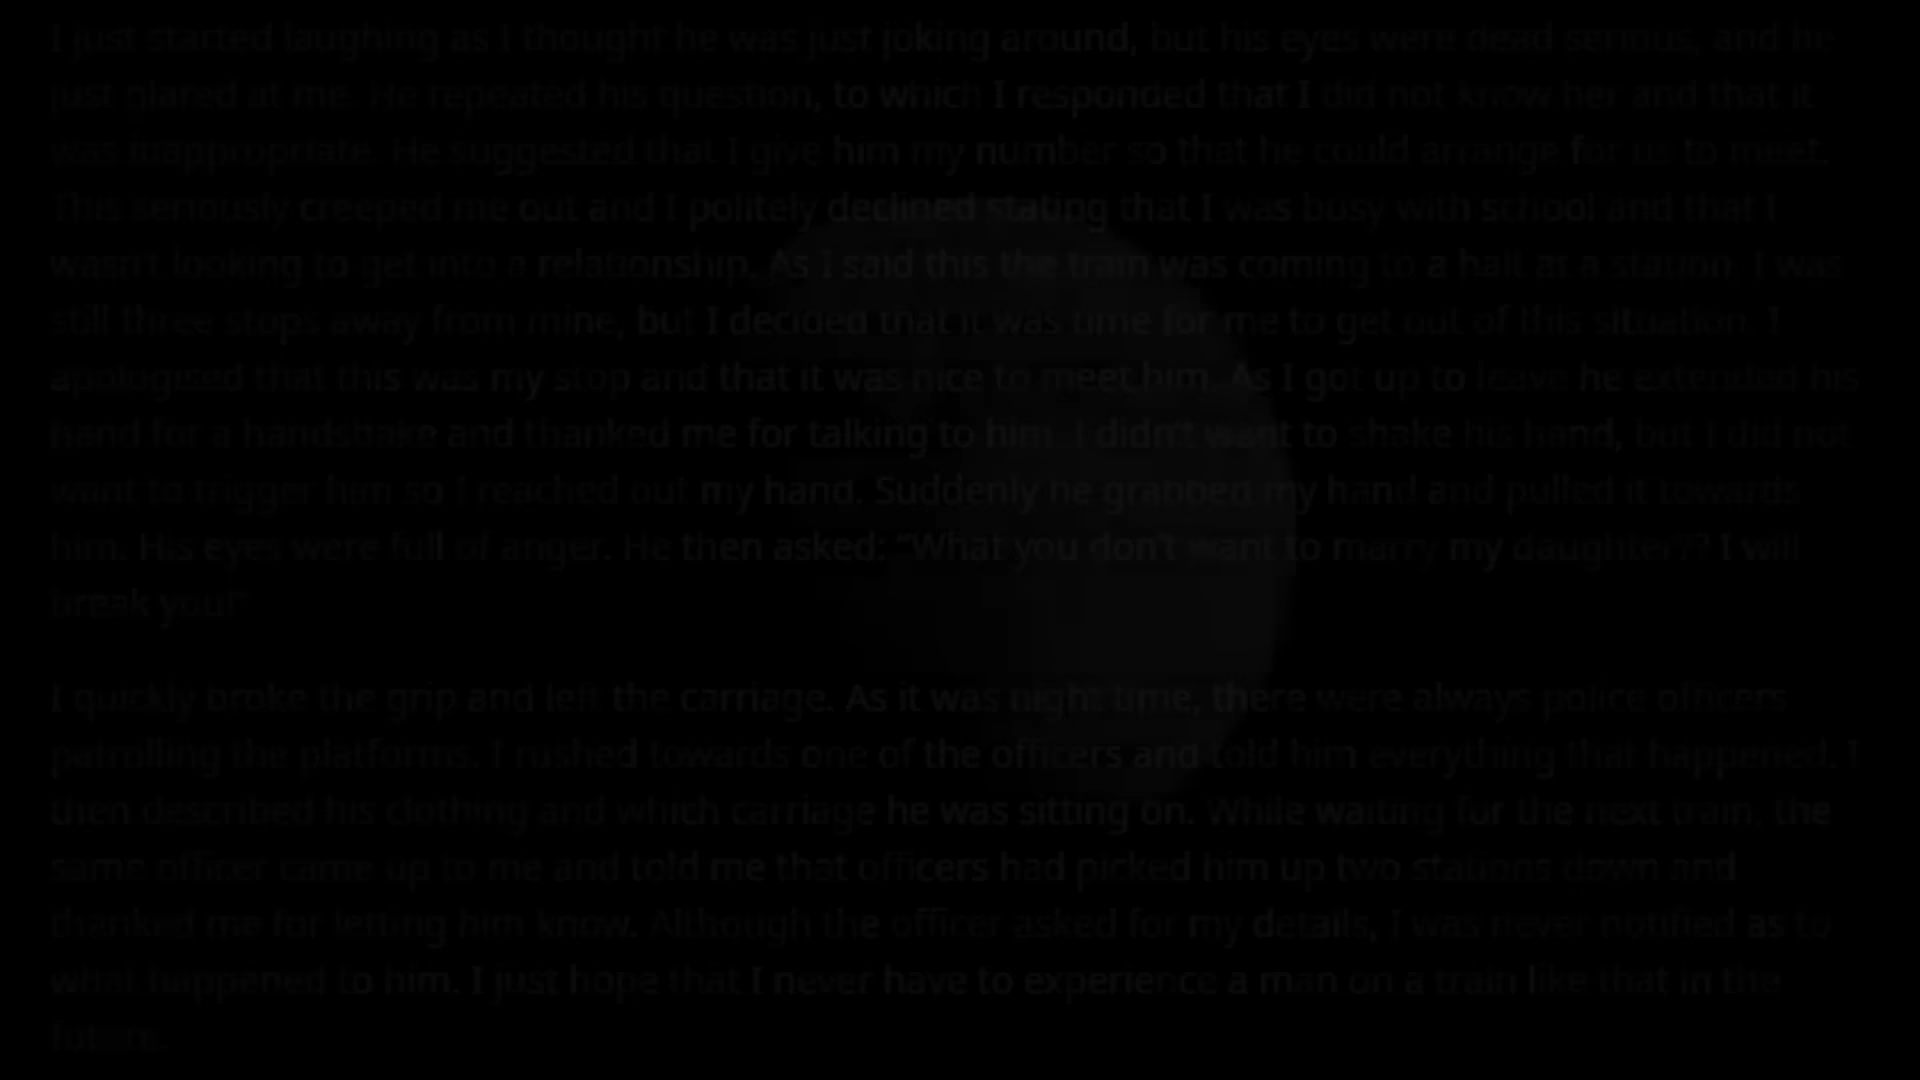 I just started laughing as I thought he was just joking around, but his eyes were dead serious, and he
just glared at me. He repeated his question, to which I responded that I did not know her and that it
was inappropriate. He suggested that I give him my number so that he could arrange for us to meet.
This seriously creeped me out and I politely declined stating that I was busy with school and that I
wasn't looking to get into a relationship. As I said this the train was coming to a halt at a station. I was
still three stops away from mine, but I decided that it was time for me to get out of this situation. I
apologised that this was my stop and that it was nice to meet him. As I got up to leave he extended his
hand for a handshake and thanked me for talking to him. I didn't want to shake his hand, but I did not
want to trigger him so I reached out my hand. Suddenly he grabbed my hand and pulled it towards
him. His eyes were full of anger. He then asked: "What you don't want to marry my daughter?? I will
break you!"
I quickly broke the grip and left the carriage. As it was night time, there were always police officers
patrolling the platforms. I rushed towards one of the officers and told him everything that happened. I
then described his clothing and which carriage he was sitting on. While waiting for the next train, the
same officer came up to me and told me that officers had picked him up two stations down and
thanked me for letting him know. Although the officer asked for my details, I was never notified as to
what happened to him. I just hope that I never have to experience a man on a train like that in the
future.